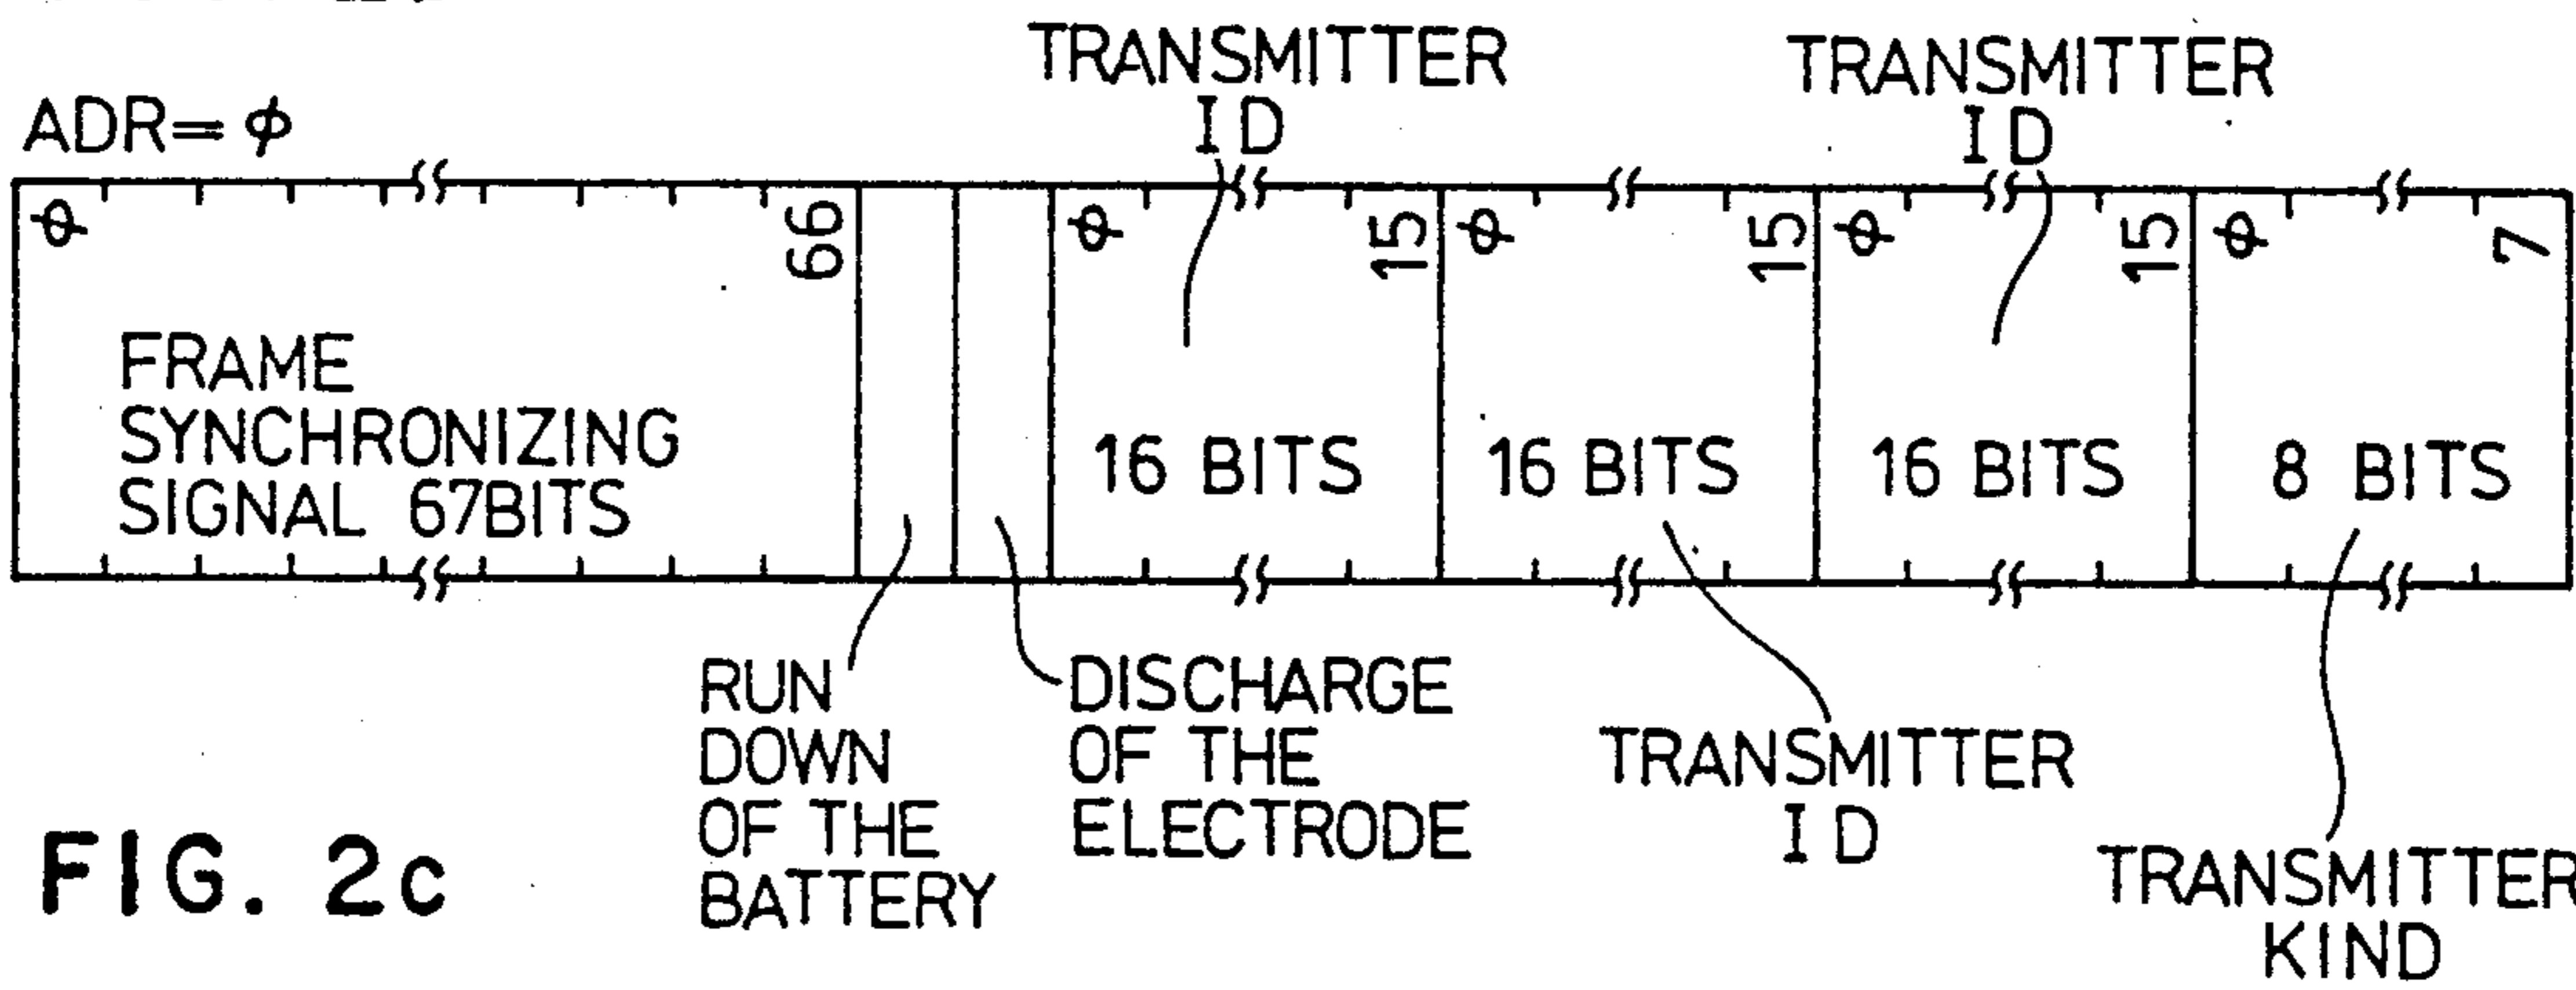 TRANSMITTER
ID
TRANSMITTER
ID
ADR=ϕ
ϕ
66
ϕ
15
ϕ
15
ϕ
15
ϕ
7
FRAME
SYNCHRONIZING
SIGNAL 67BITS
16 BITS
16 BITS
16 BITS
8 BITS
RUN
DOWN
OF THE
BATTERY
DISCHARGE
OF THE
ELECTRODE
TRANSMITTER
ID
TRANSMITTER
KIND
FIG. 2c